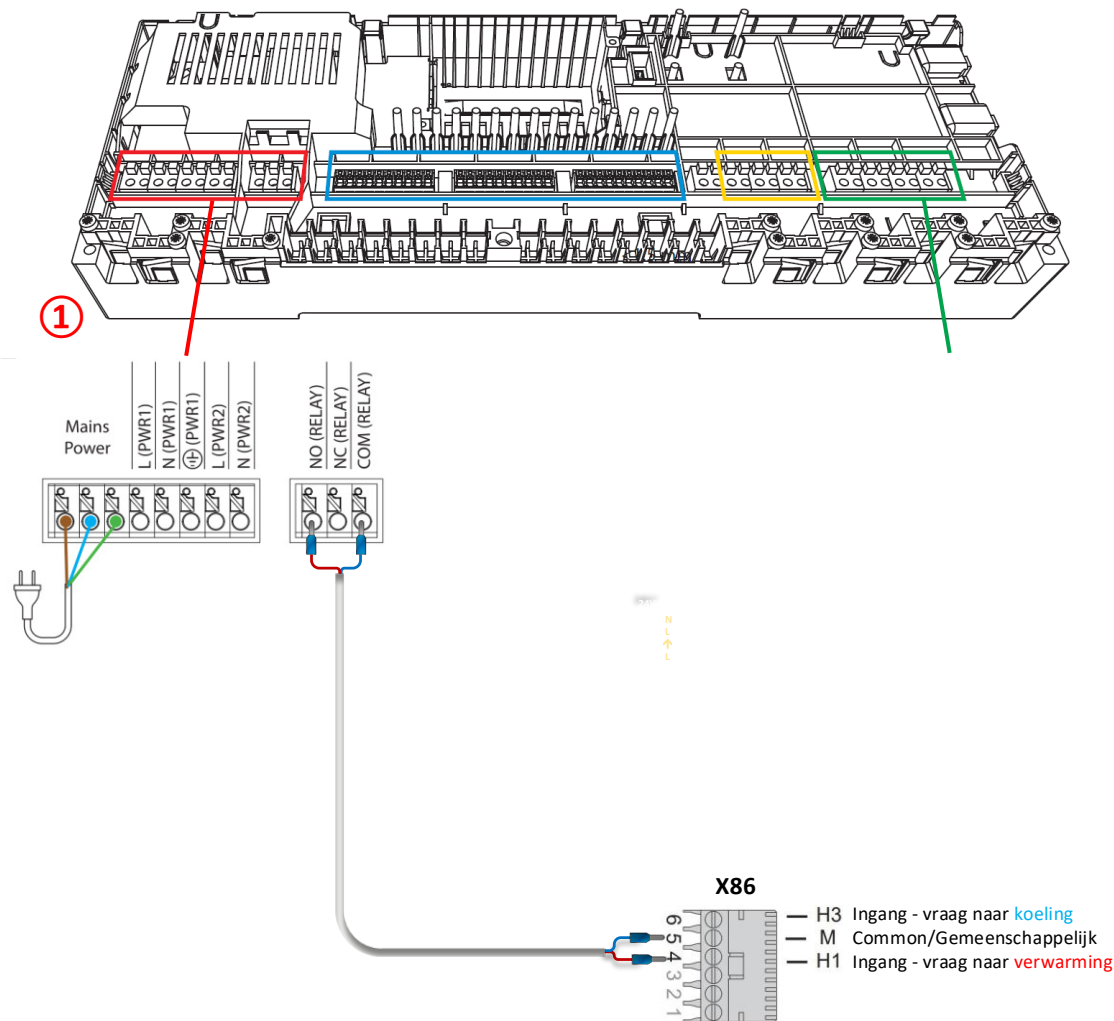 ①
Mains
Power
L (PWR1)
N (PWR1)
⏚ (PWR1)
L (PWR2)
N (PWR2)
NO (RELAY)
NC (RELAY)
COM (RELAY)
N
L
↑
L
X86
6
5
4
3
2
1
H3 Ingang - vraag naar koeling
M Common/Gemeenschappelijk
H1 Ingang - vraag naar verwarming